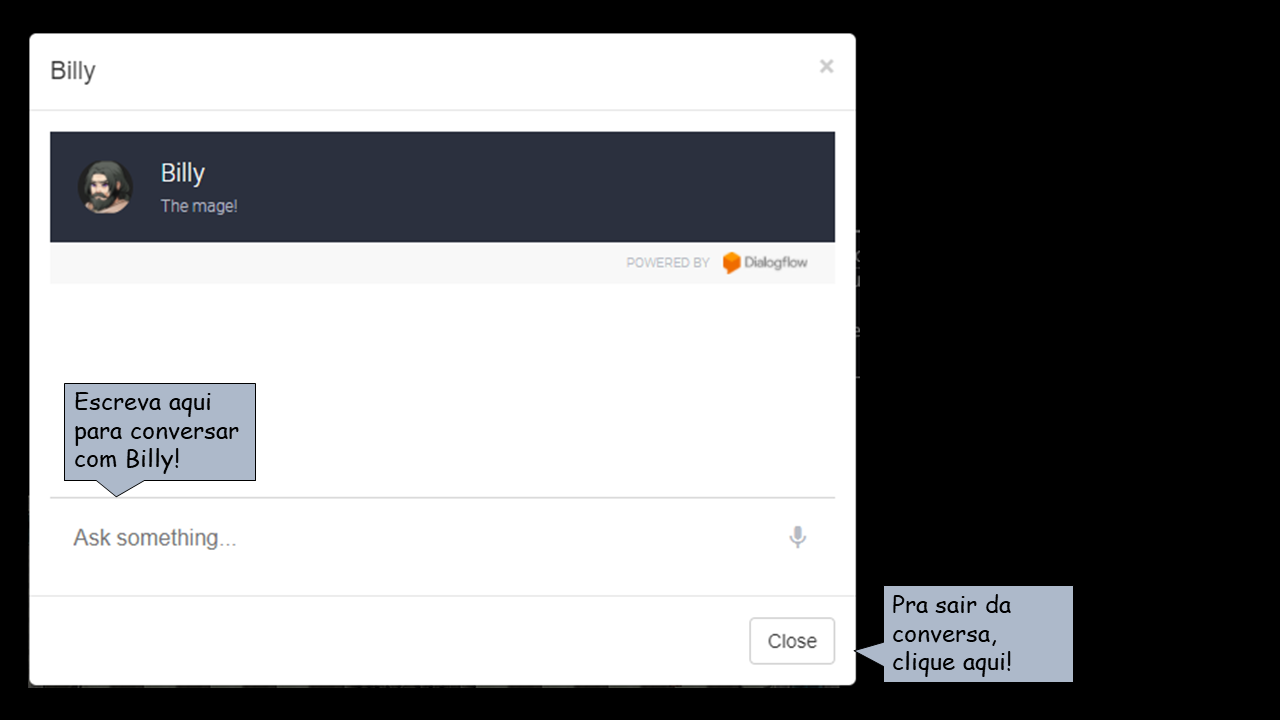 Billy
×
Billy
The mage!
POWERED BY Dialogflow
Escreva aqui
para conversar
com Billy!
Ask something...
Close
Pra sair da
conversa,
clique aqui!